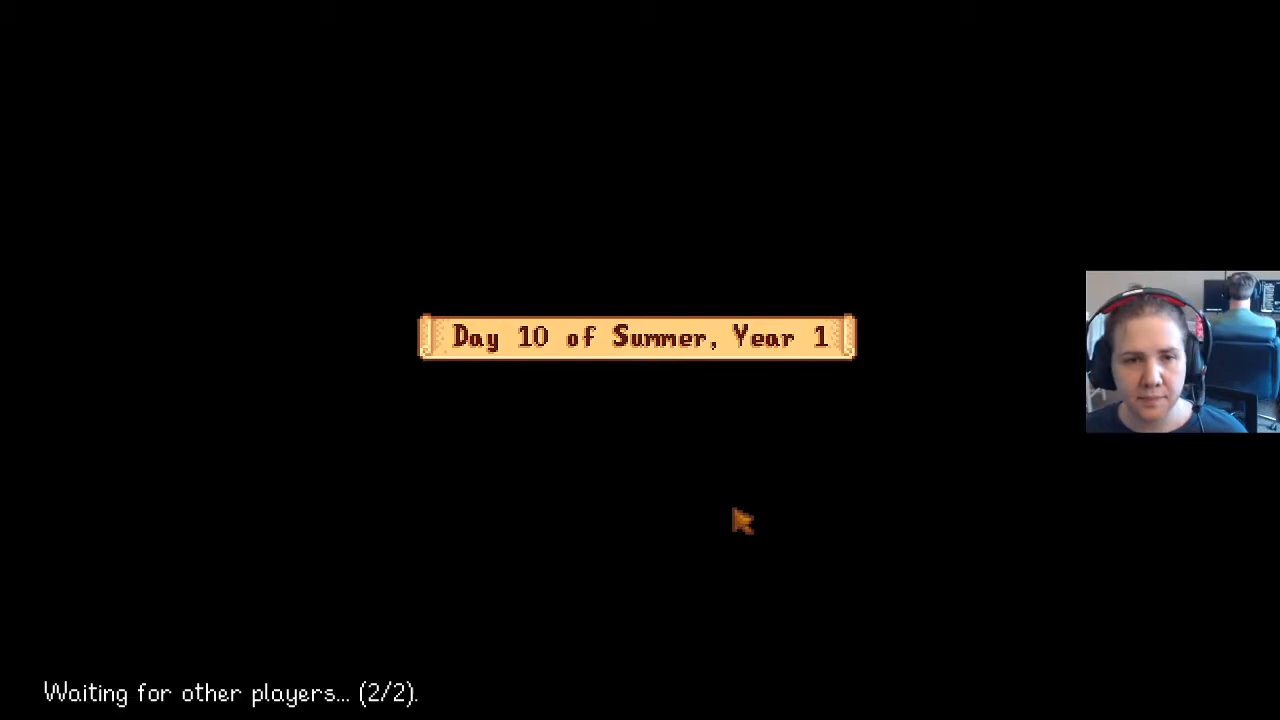 Day 10 of Summer, Year 1
Waiting for other players... (2/2).